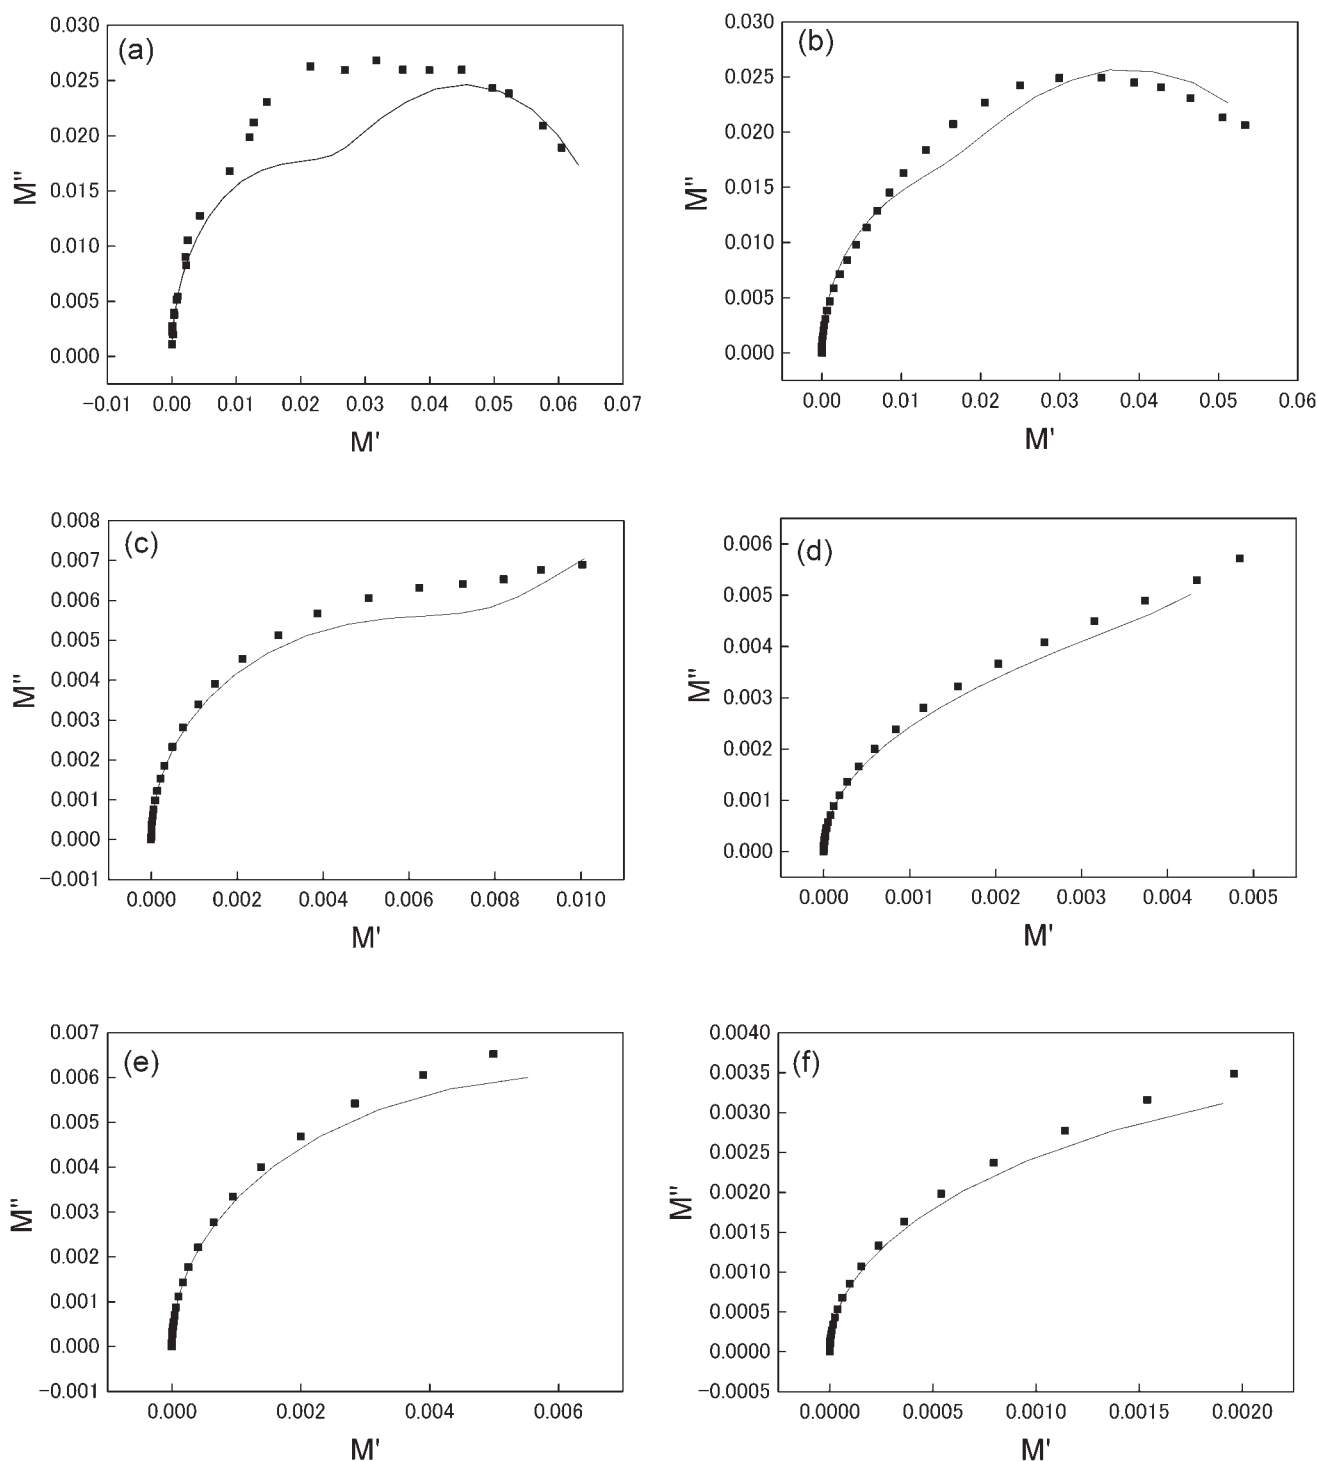 (a)
0.030
0.025
0.020
0.015
0.010
0.005
0.000
M"
−0.01 0.00 0.01 0.02 0.03 0.04 0.05 0.06 0.07
M'
(b)
0.030
0.025
0.020
0.015
0.010
0.005
0.000
M"
0.00 0.01 0.02 0.03 0.04 0.05 0.06
M'
(c)
0.008
0.007
0.006
0.005
0.004
0.003
0.002
0.001
0.000
−0.001
M"
0.000 0.002 0.004 0.006 0.008 0.010
M'
(d)
0.006
0.005
0.004
0.003
0.002
0.001
0.000
M"
0.000 0.001 0.002 0.003 0.004 0.005
M'
(e)
0.007
0.006
0.005
0.004
0.003
0.002
0.001
0.000
−0.001
M"
0.000 0.002 0.004 0.006
M'
(f)
0.0040
0.0035
0.0030
0.0025
0.0020
0.0015
0.0010
0.0005
0.0000
−0.0005
M"
0.0000 0.0005 0.0010 0.0015 0.0020
M'